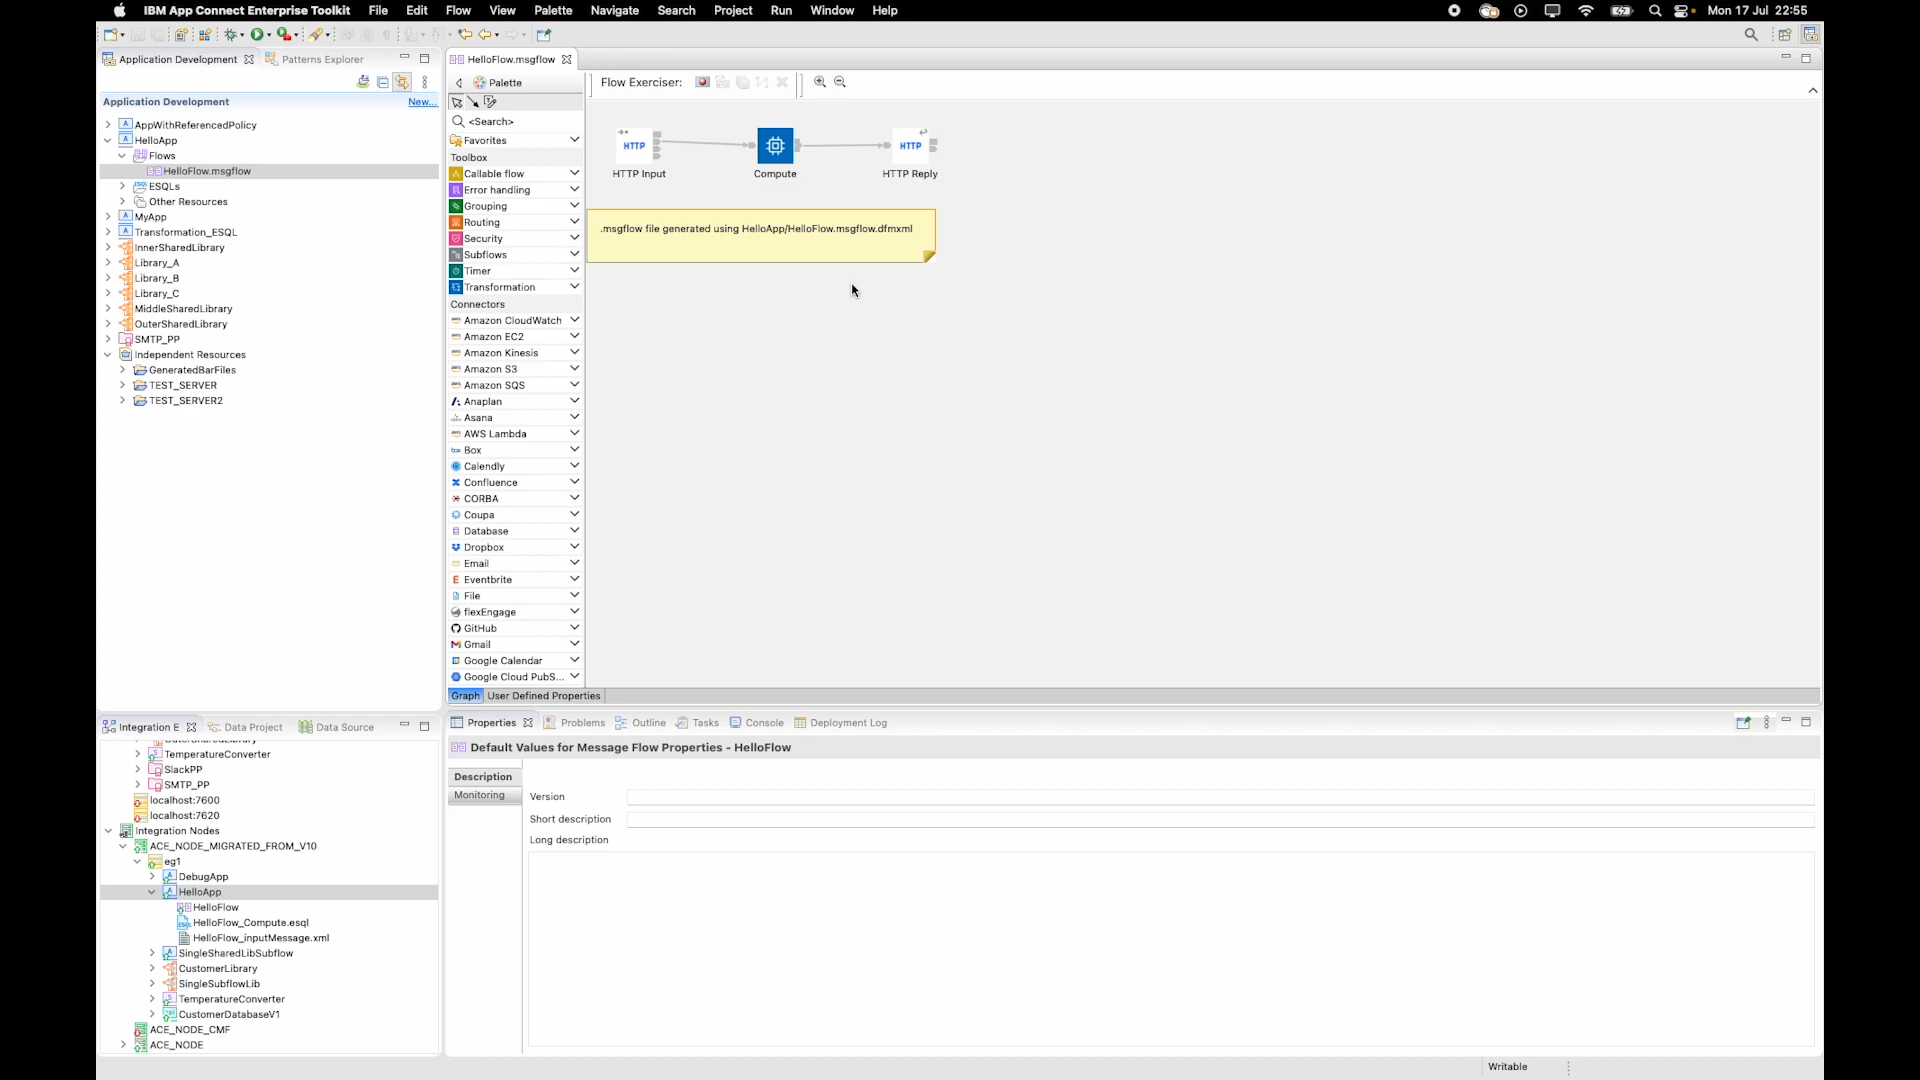 IBM App Connect Enterprise Toolkit File Edit Flow View Palette Navigate Search Project Run Window Help Mon 17 Jul 22:55
Application Development Patterns Explorer
Application Development New...
AppWithReferencedPolicy
HelloApp
Flows
HelloFlow.msgflow
ESQLs
Other Resources
MyApp
Transformation_ESQL
InnerSharedLibrary
Library_A
Library_B
Library_C
MiddleSharedLibrary
OuterSharedLibrary
SMTP_PP
Independent Resources
GeneratedBarFiles
TEST_SERVER
TEST_SERVER2
HelloFlow.msgflow
Palette
<Search>
Favorites
Toolbox
Callable flow
Error handling
Grouping
Routing
Security
Subflows
Timer
Transformation
Connectors
Amazon CloudWatch
Amazon EC2
Amazon Kinesis
Amazon S3
Amazon SQS
Anaplan
Asana
AWS Lambda
Box
Calendly
Confluence
CORBA
Coupa
Database
Dropbox
Email
Eventbrite
File
flexEngage
GitHub
Gmail
Google Calendar
Google Cloud PubS...
Flow Exerciser:
HTTP HTTP
HTTP Input Compute HTTP Reply
.msgflow file generated using HelloApp/HelloFlow.msgflow.dfmxml
Graph User Defined Properties
Integration E Data Project Data Source
TemperatureConverter
SlackPP
SMTP_PP
localhost:7600
localhost:7620
Integration Nodes
ACE_NODE_MIGRATED_FROM_V10
eg1
DebugApp
HelloApp
HelloFlow
HelloFlow_Compute.esql
HelloFlow_inputMessage.xml
SingleSharedLibSubflow
CustomerLibrary
SingleSubflowLib
TemperatureConverter
CustomerDatabaseV1
ACE_NODE_CMF
ACE_NODE
Properties Problems Outline Tasks Console Deployment Log
Default Values for Message Flow Properties - HelloFlow
Description
Monitoring
Version
Short description
Long description
Writable